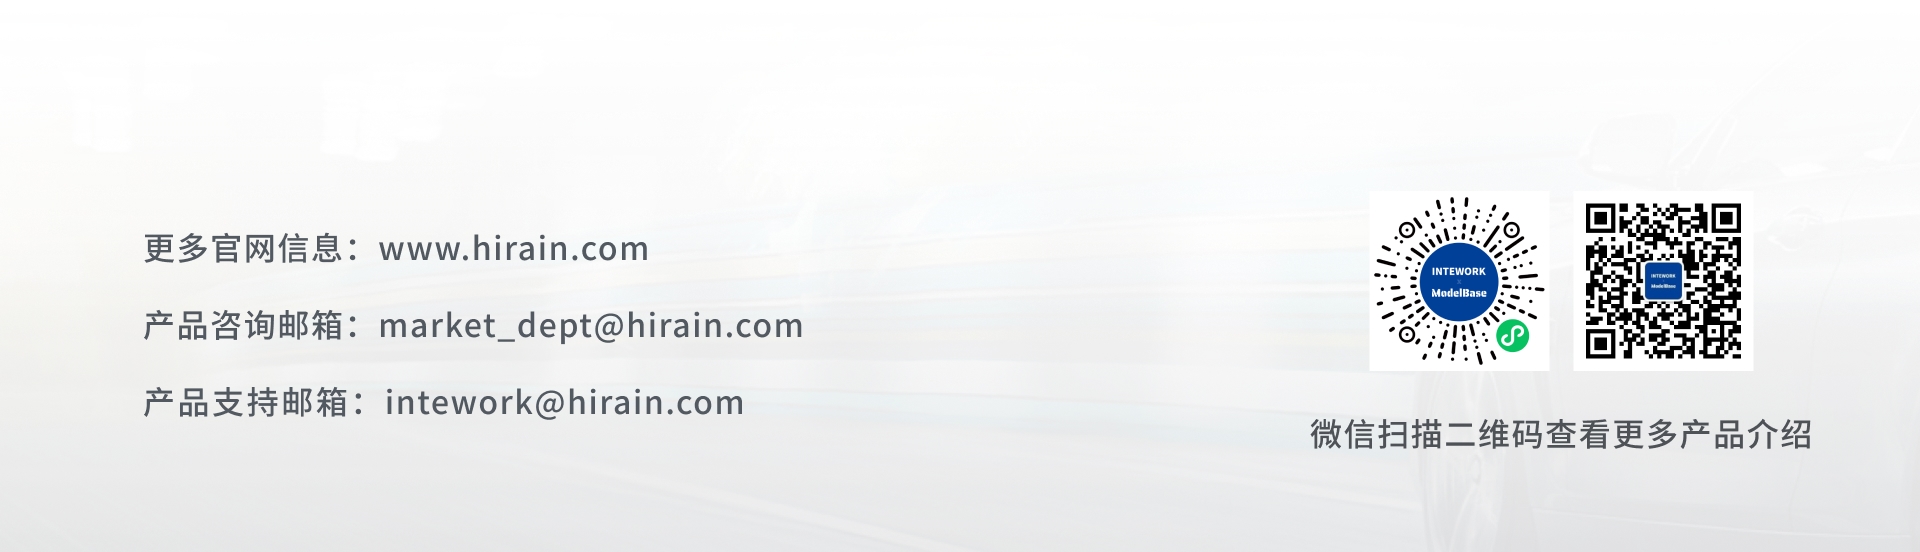 更多官网信息：www.hirain.com
产品咨询邮箱：market_dept@hirain.com
产品支持邮箱：intework@hirain.com
INTEWORK
ModelBase
INTEWORK
ModelBase
微信扫描二维码查看更多产品介绍